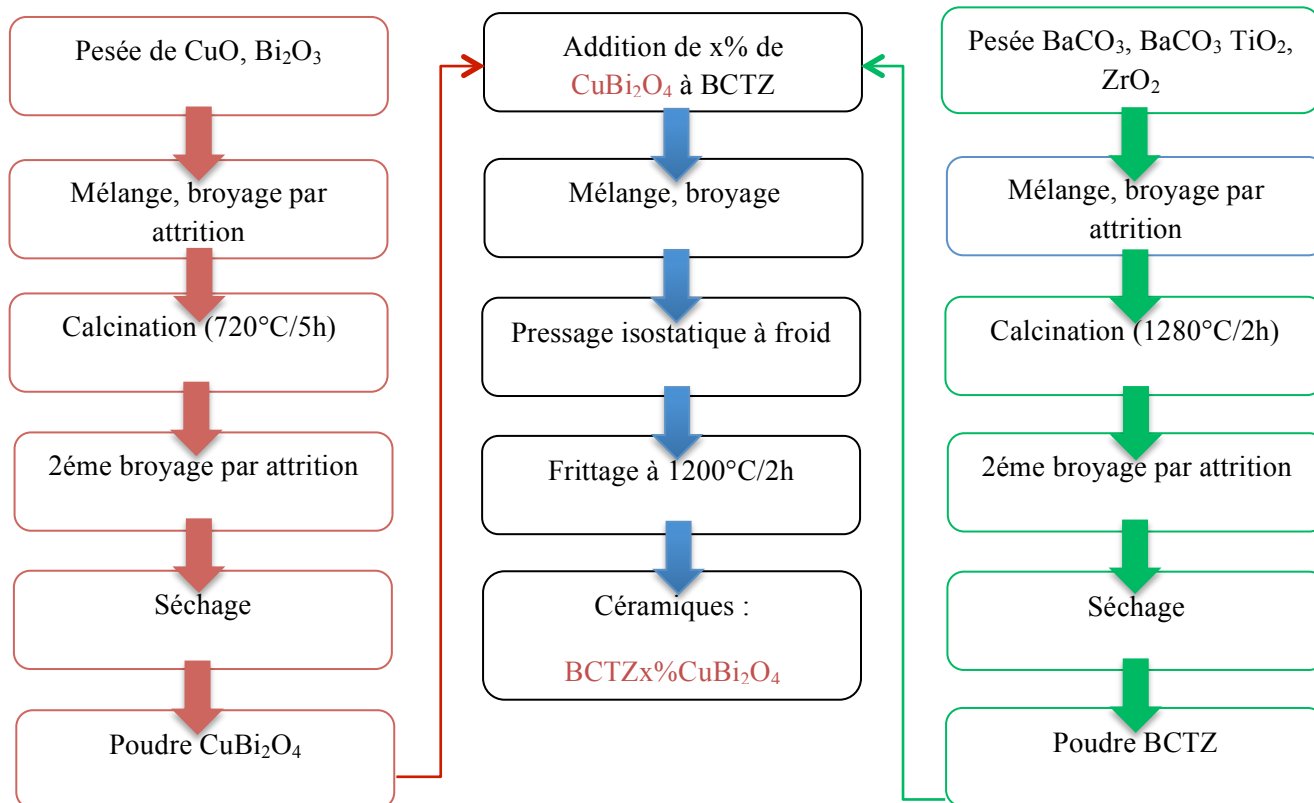 Pesée de CuO, Bi₂O₃
Mélange, broyage par
attrition
Calcination (720°C/5h)
2éme broyage par attrition
Séchage
Poudre CuBi₂O₄
Addition de x% de
CuBi₂O₄ à BCTZ
Mélange, broyage
Pressage isostatique à froid
Frittage à 1200°C/2h
Céramiques :
BCTZx%CuBi₂O₄
Pesée BaCO₃, BaCO₃ TiO₂,
ZrO₂
Mélange, broyage par
attrition
Calcination (1280°C/2h)
2éme broyage par attrition
Séchage
Poudre BCTZ